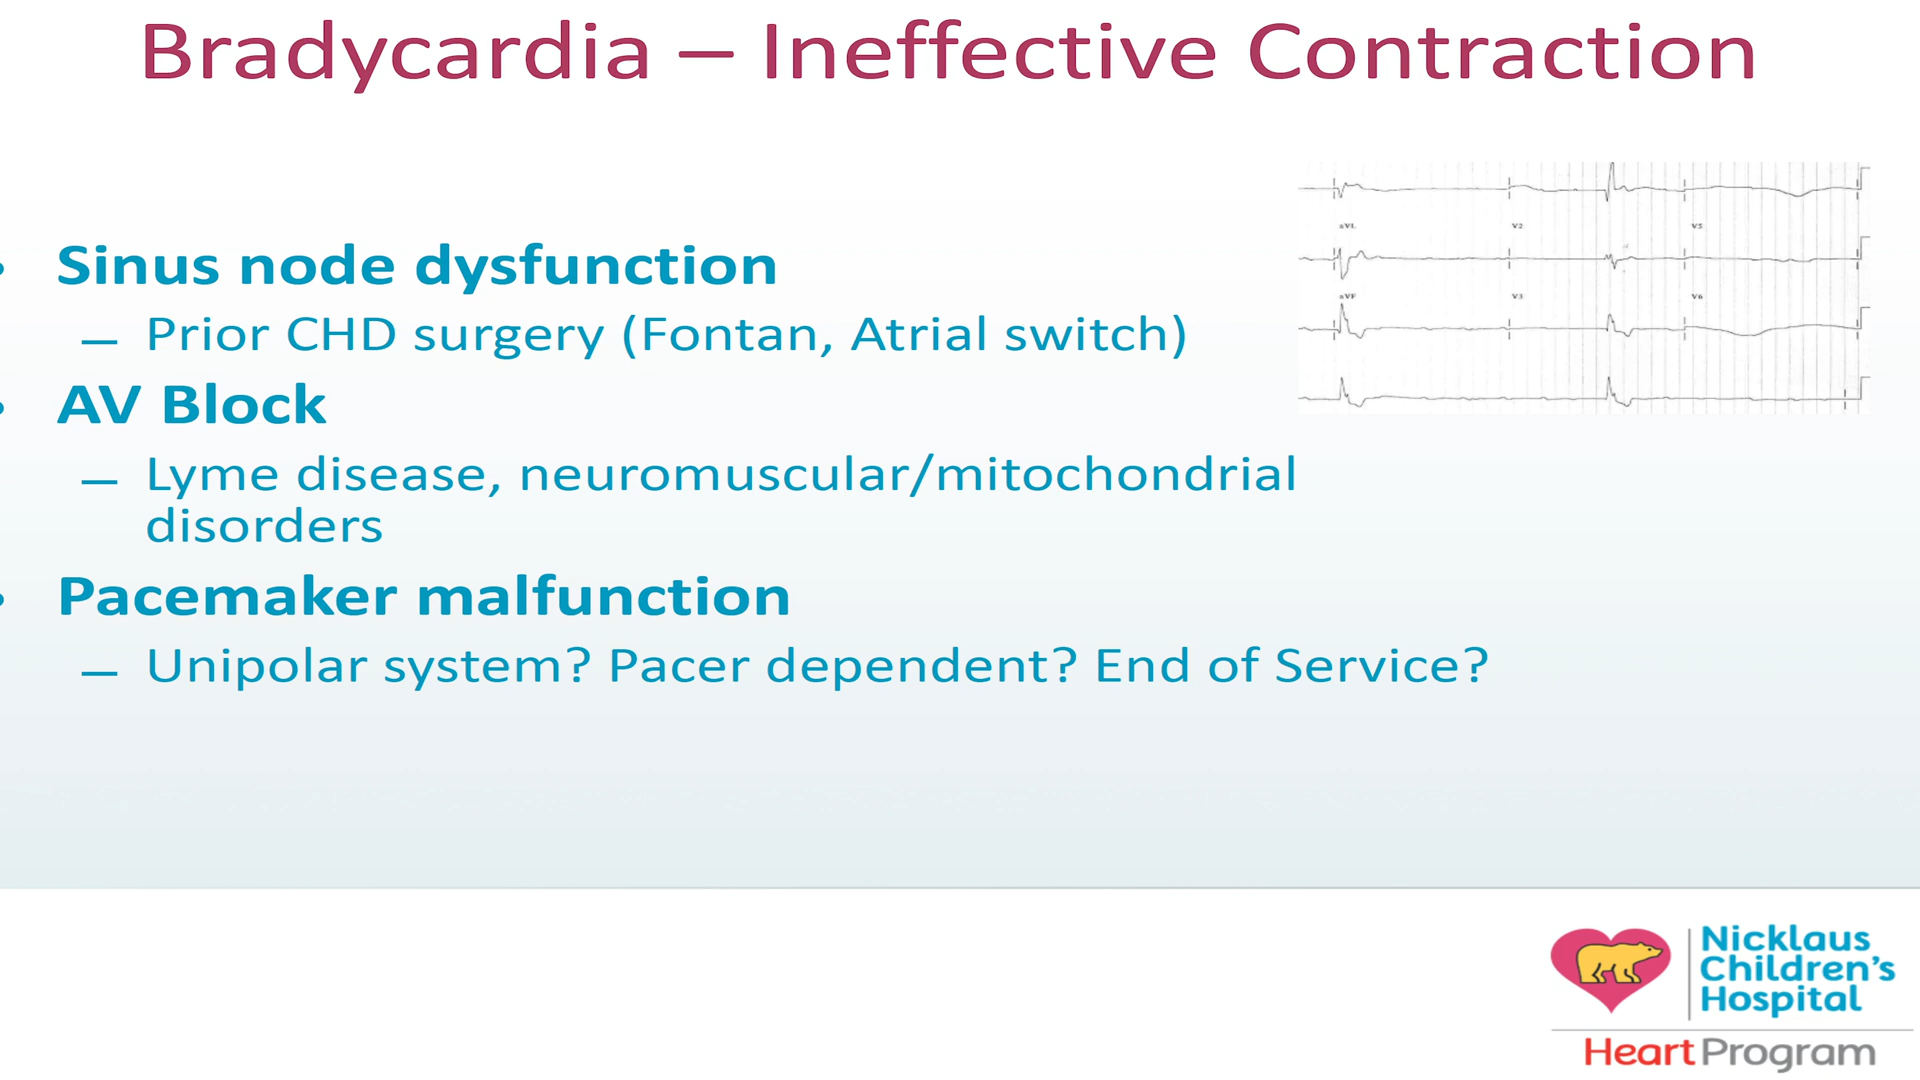 Bradycardia – Ineffective Contraction
• Sinus node dysfunction
– Prior CHD surgery (Fontan, Atrial switch)
• AV Block
– Lyme disease, neuromuscular/mitochondrial
disorders
• Pacemaker malfunction
– Unipolar system? Pacer dependent? End of Service?
aVL V2 V5
aVF V3 V6
Nicklaus
Children's
Hospital
Heart Program